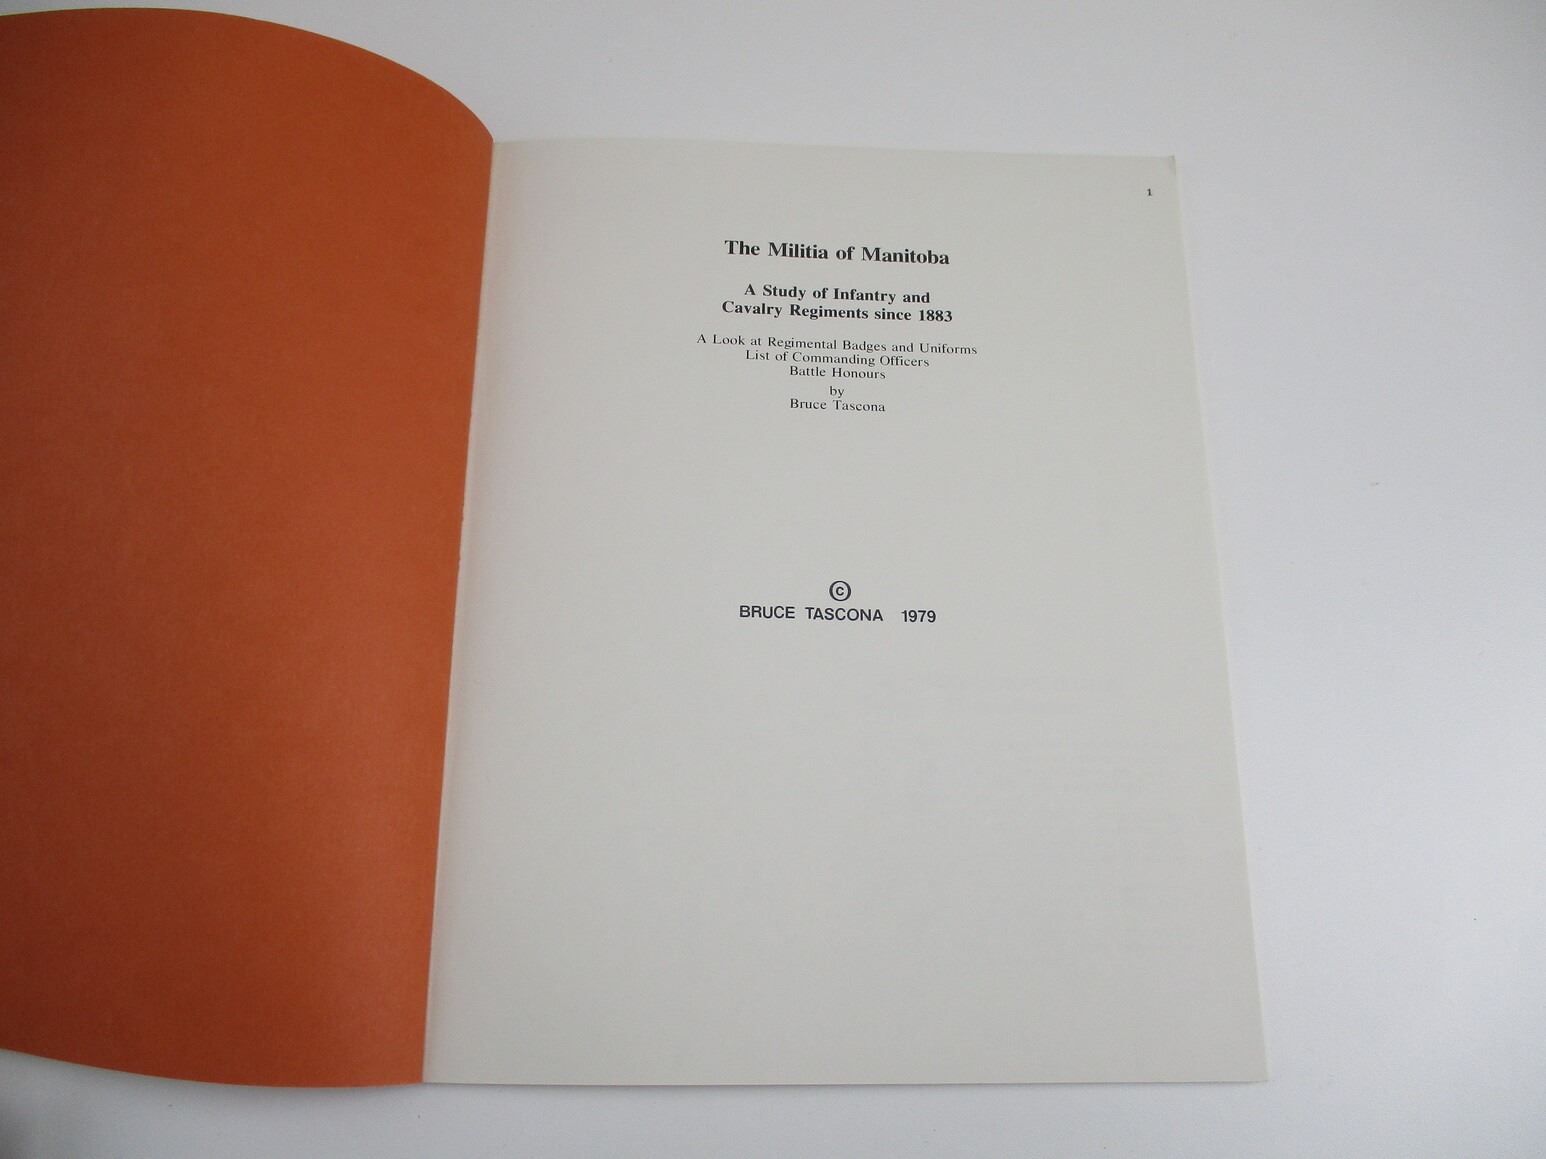 1
The Militia of Manitoba
A Study of Infantry and
Cavalry Regiments since 1883
A Look at Regimental Badges and Uniforms
List of Commanding Officers
Battle Honours
by
Bruce Tascona
©
BRUCE TASCONA 1979